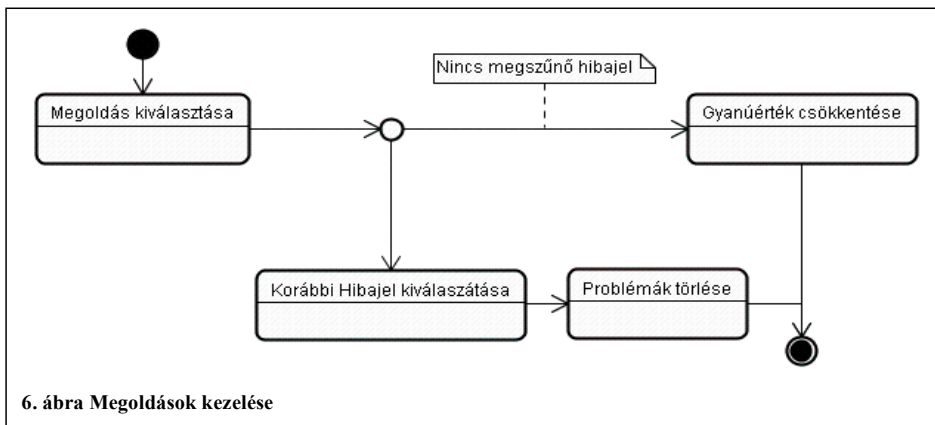 Nincs megszűnő hibajel
Megoldás kiválasztása
Gyanúérték csökkentése
Korábbi Hibajel kiválaszátása
Problémák törlése
6. ábra Megoldások kezelése